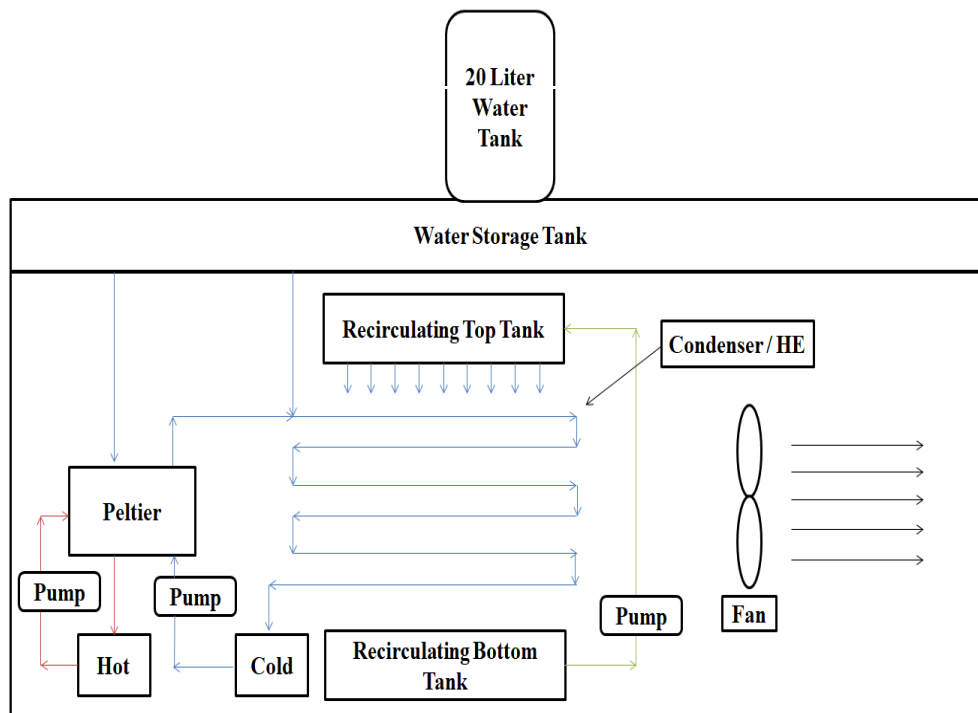 20 Liter
Water
Tank
Water Storage Tank
Recirculating Top Tank
Condenser / HE
Peltier
Pump
Pump
Pump
Fan
Hot
Cold
Recirculating Bottom
Tank